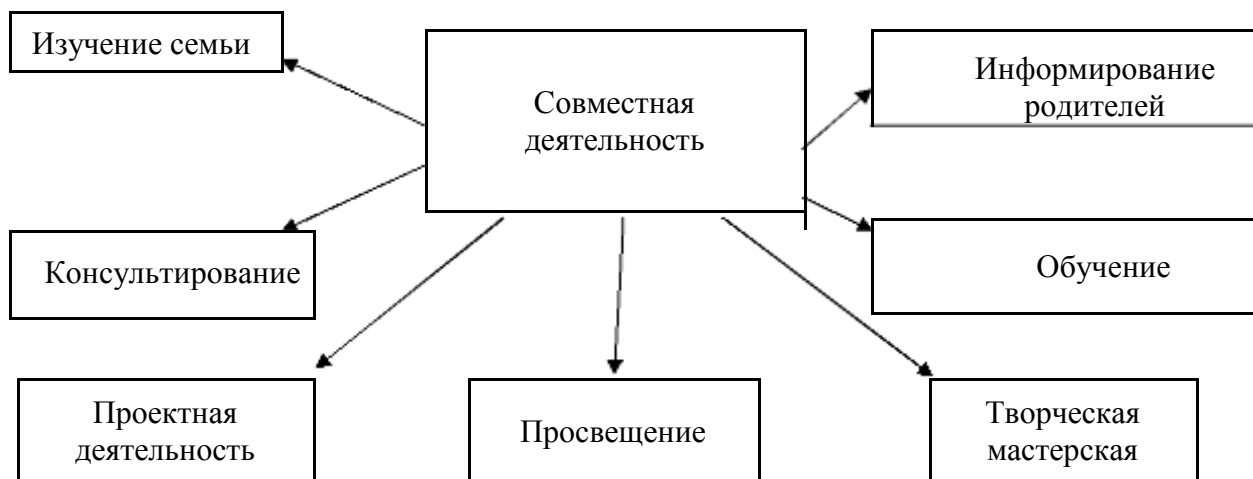 Изучение семьи
Совместная
деятельность
Информирование
родителей
Консультирование
Обучение
Проектная
деятельность
Просвещение
Творческая
мастерская